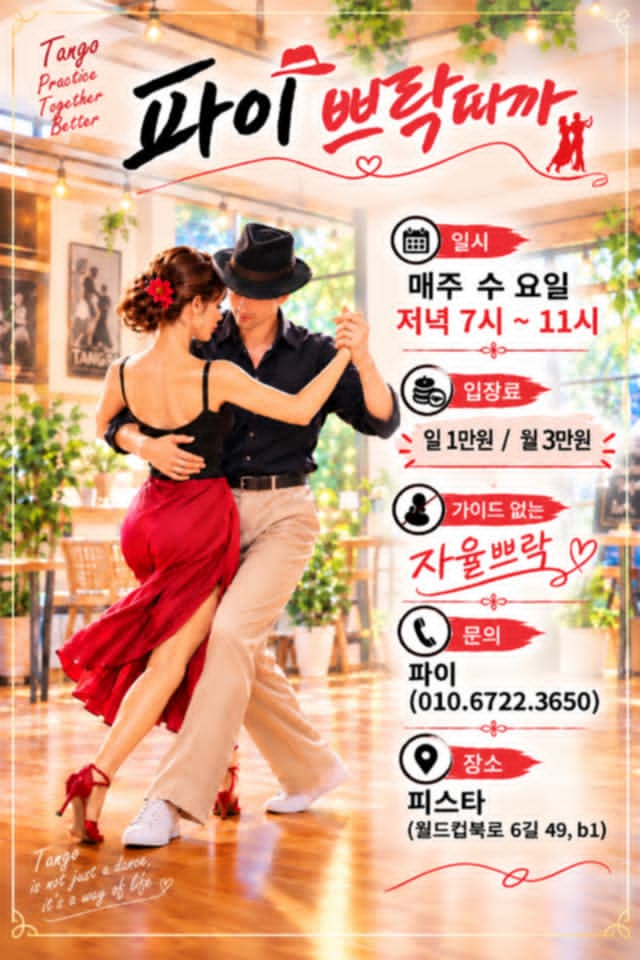 Tango
Practice
Together
Better
파이 쁘락따까
일시
매주 수 요일
저녁 7시 ~ 11시
입장료
일 1만원 / 월 3만원
가이드 없는
자율쁘락
문의
파이
(010.6722.3650)
장소
피스타
(월드컵북로 6길 49, b1)
TANGO
Tango
is not just a dance,
it's a way of life